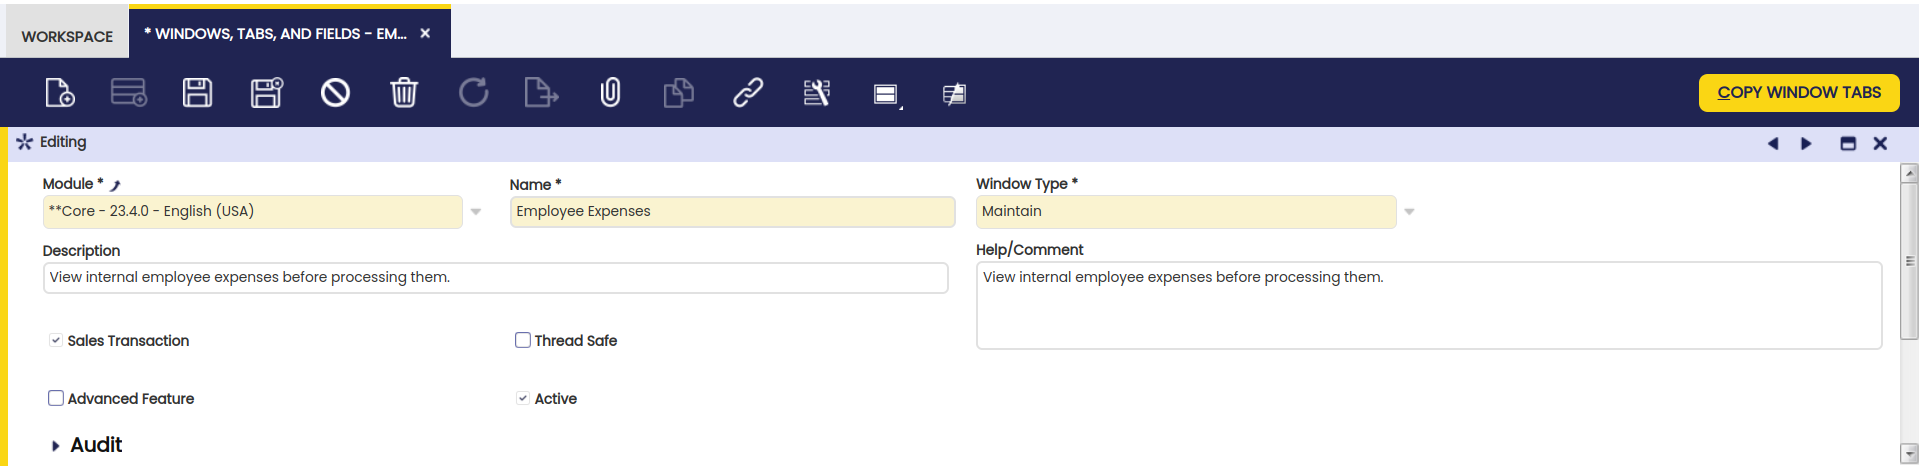 WORKSPACE
* WINDOWS, TABS, AND FIELDS - EM...
COPY WINDOW TABS
Editing
Module * Name * Window Type *
**Core - 23.4.0 - English (USA) Employee Expenses Maintain
Description Help/Comment
View internal employee expenses before processing them. View internal employee expenses before processing them.
Sales Transaction Thread Safe
Advanced Feature Active
Audit